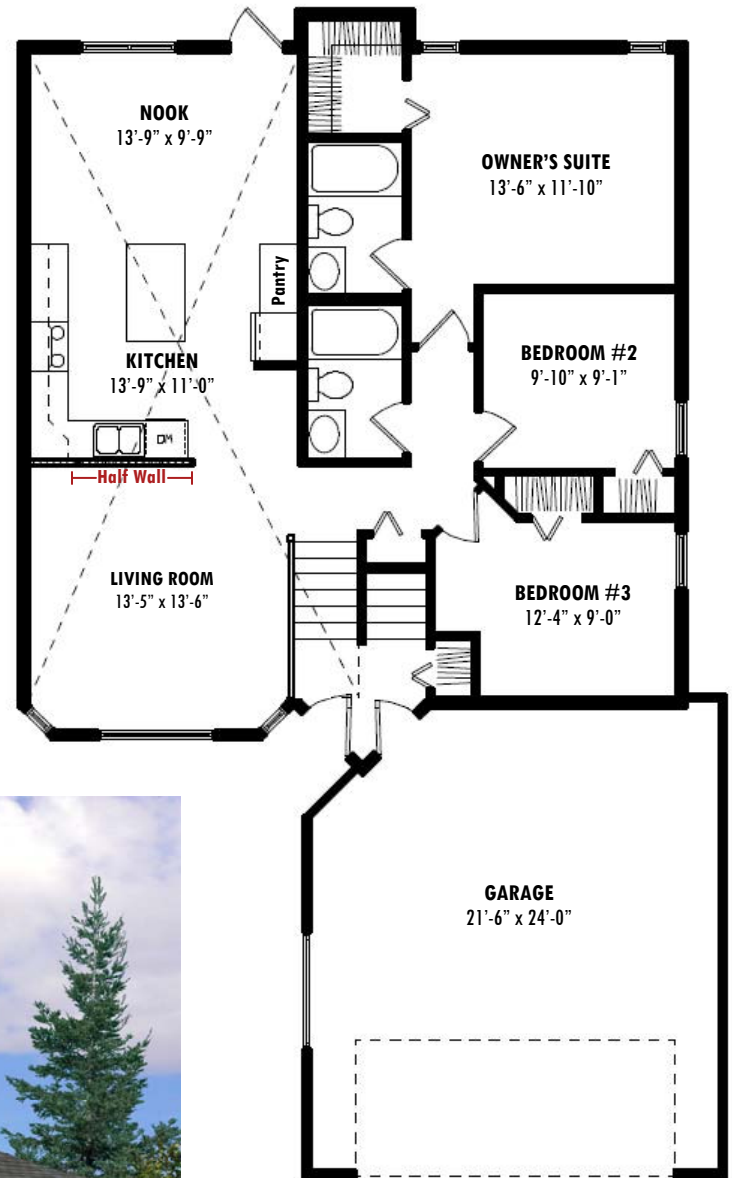 NOOK
13’-9” x 9’-9”
OWNER’S SUITE
13’-6” x 11’-10”
Pantry
KITCHEN
13’-9” x 11’-0”
BEDROOM #2
9’-10” x 9’-1”
DM
Half Wall
LIVING ROOM
13’-5” x 13’-6”
BEDROOM #3
12’-4” x 9’-0”
GARAGE
21’-6” x 24’-0”